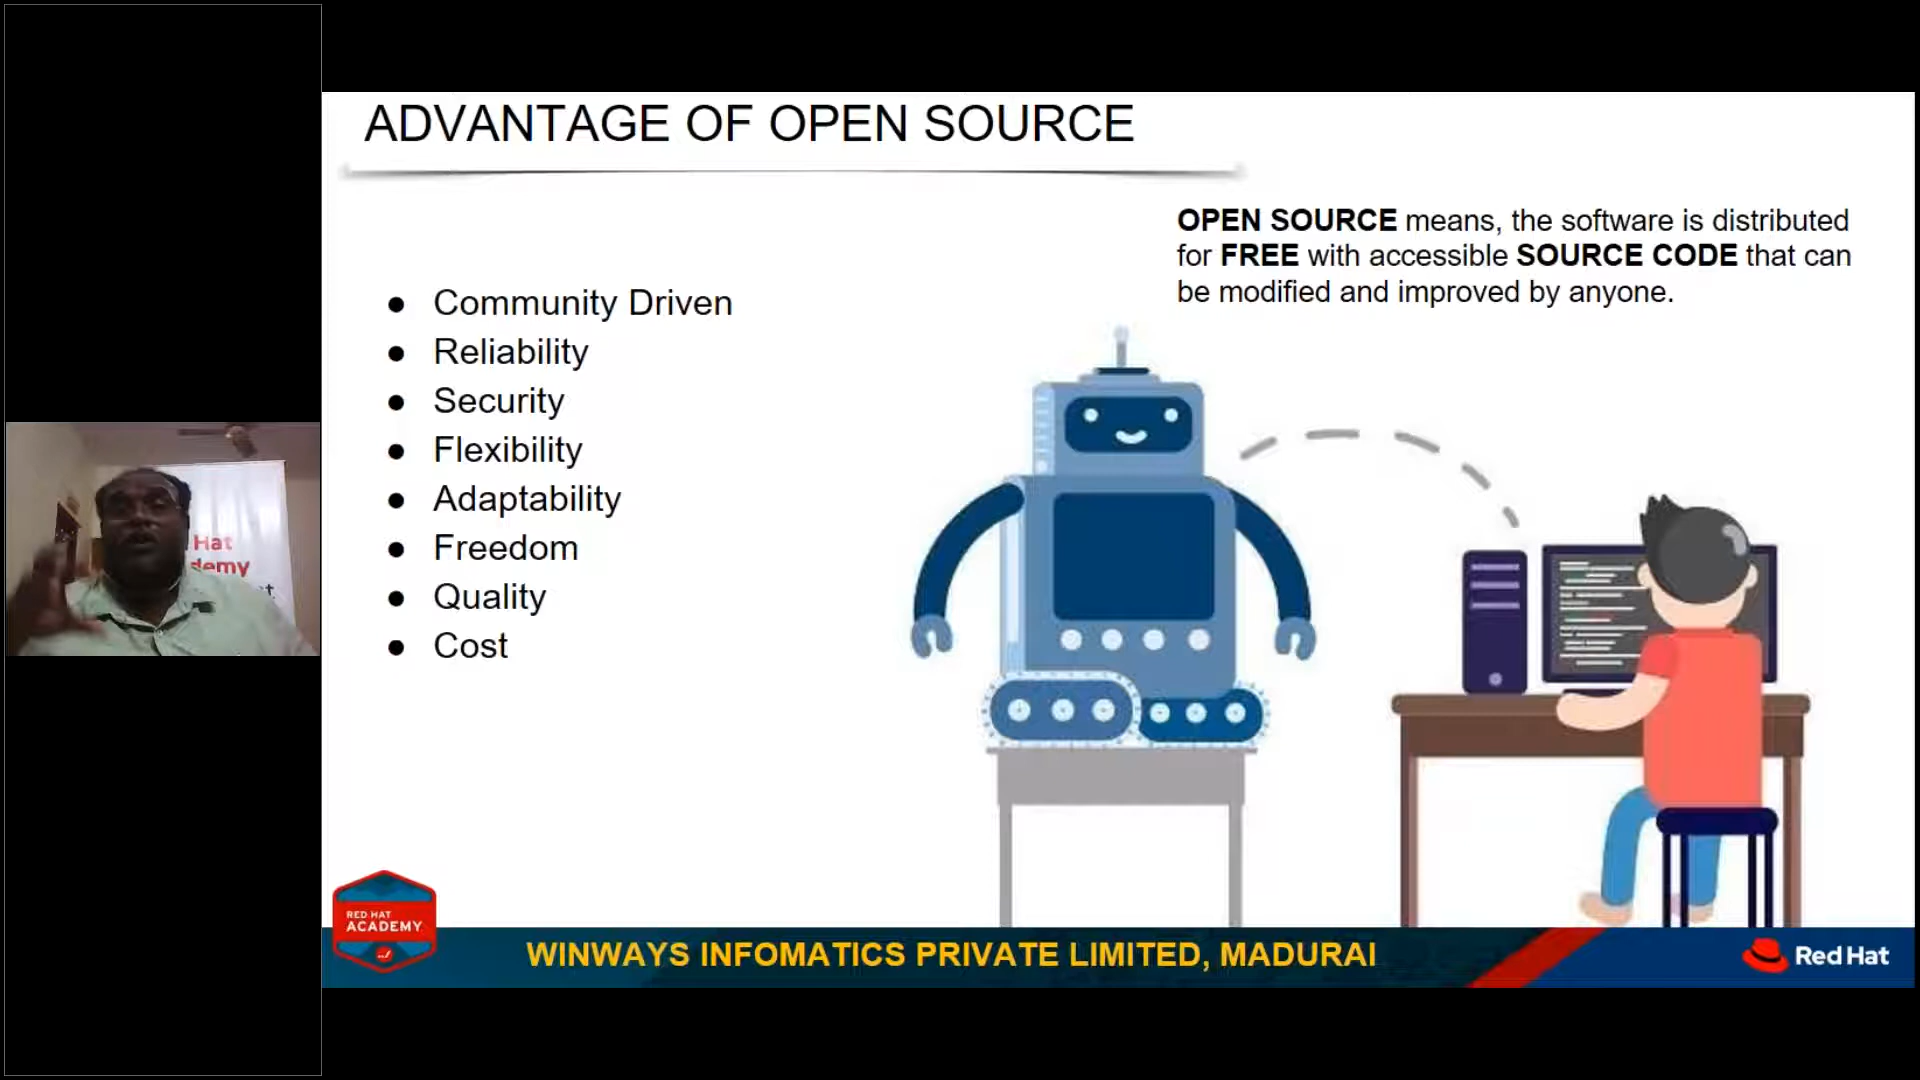 ADVANTAGE OF OPEN SOURCE
OPEN SOURCE means, the software is distributed
for FREE with accessible SOURCE CODE that can
be modified and improved by anyone.
● Community Driven
● Reliability
● Security
● Flexibility
● Adaptability
● Freedom
● Quality
● Cost
Hat
demy
RED HAT
ACADEMY
WINWAYS INFOMATICS PRIVATE LIMITED, MADURAI
Red Hat